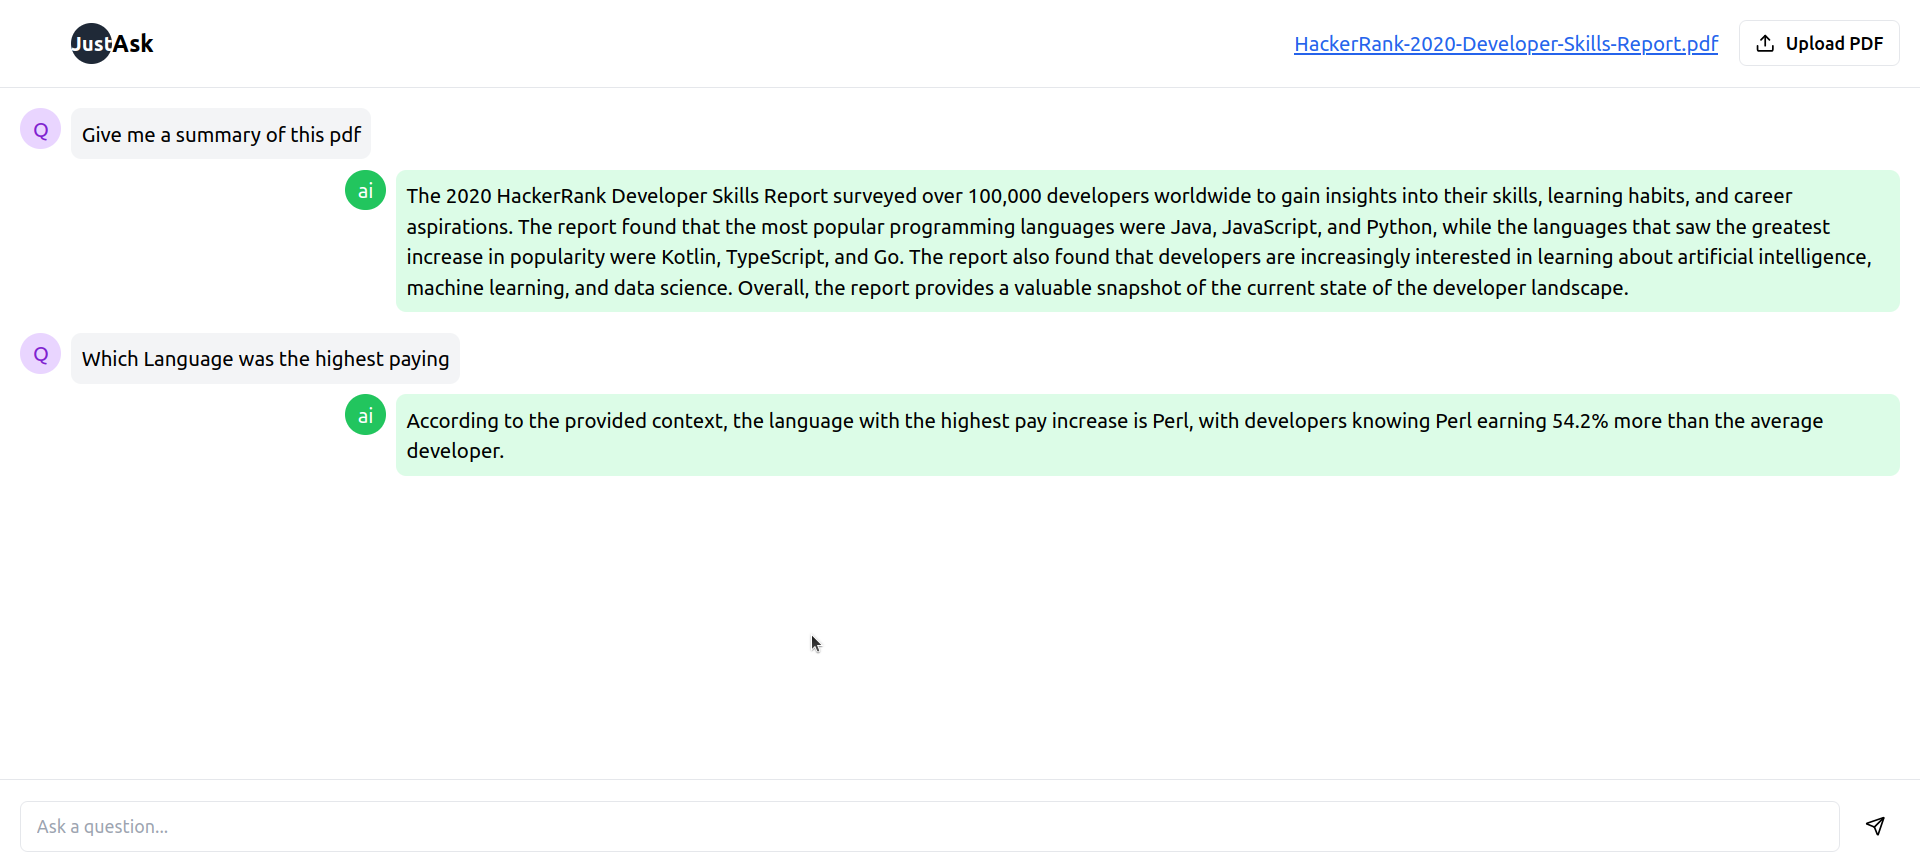 JustAsk
HackerRank-2020-Developer-Skills-Report.pdf
Upload PDF
Q
Give me a summary of this pdf
ai
The 2020 HackerRank Developer Skills Report surveyed over 100,000 developers worldwide to gain insights into their skills, learning habits, and career
aspirations. The report found that the most popular programming languages were Java, JavaScript, and Python, while the languages that saw the greatest
increase in popularity were Kotlin, TypeScript, and Go. The report also found that developers are increasingly interested in learning about artificial intelligence,
machine learning, and data science. Overall, the report provides a valuable snapshot of the current state of the developer landscape.
Q
Which Language was the highest paying
ai
According to the provided context, the language with the highest pay increase is Perl, with developers knowing Perl earning 54.2% more than the average
developer.
Ask a question...